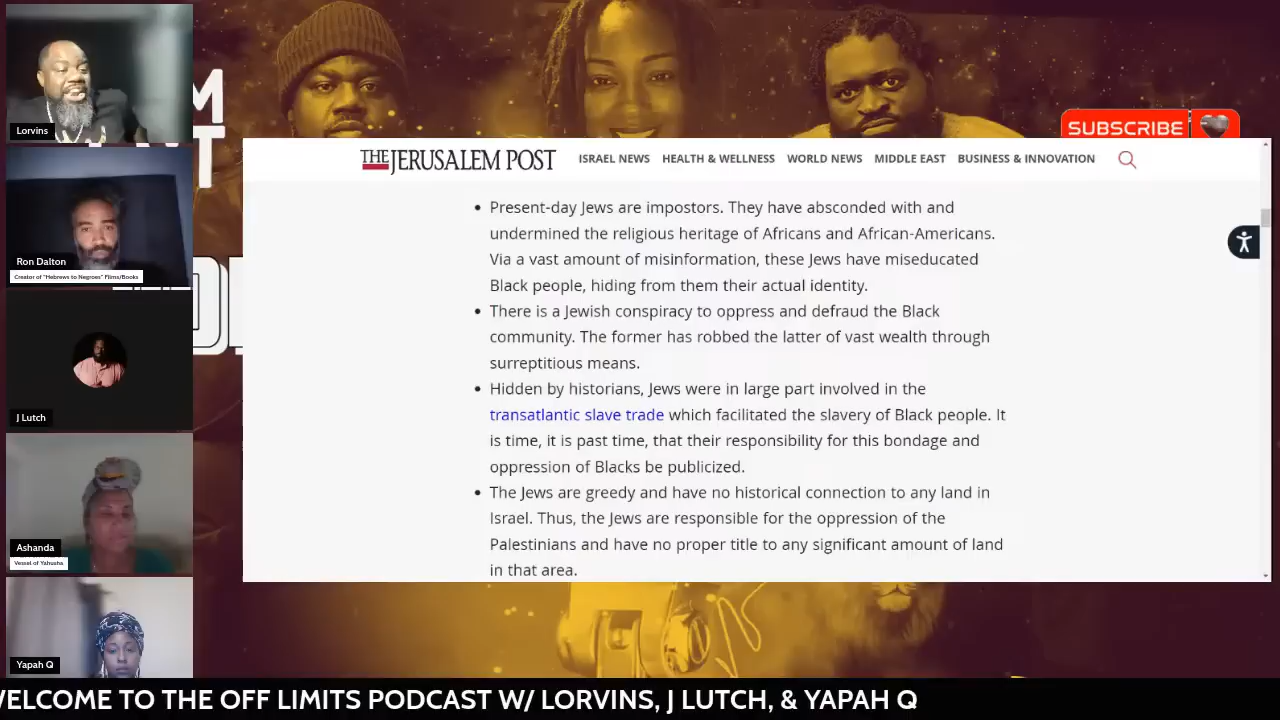 Lorvins
Ron Dalton
Creator of "Hebrews to Negroes" Films/Books
J Lutch
Ashanda
Vessel of Yahusha
Yapah Q
M
T
SUBSCRIBE
THE JERUSALEM POST
ISRAEL NEWS HEALTH & WELLNESS WORLD NEWS MIDDLE EAST BUSINESS & INNOVATION
• Present-day Jews are impostors. They have absconded with and
undermined the religious heritage of Africans and African-Americans.
Via a vast amount of misinformation, these Jews have miseducated
Black people, hiding from them their actual identity.
• There is a Jewish conspiracy to oppress and defraud the Black
community. The former has robbed the latter of vast wealth through
surreptitious means.
• Hidden by historians, Jews were in large part involved in the
transatlantic slave trade which facilitated the slavery of Black people. It
is time, it is past time, that their responsibility for this bondage and
oppression of Blacks be publicized.
• The Jews are greedy and have no historical connection to any land in
Israel. Thus, the Jews are responsible for the oppression of the
Palestinians and have no proper title to any significant amount of land
in that area.
WELCOME TO THE OFF LIMITS PODCAST W/ LORVINS, J LUTCH, & YAPAH Q